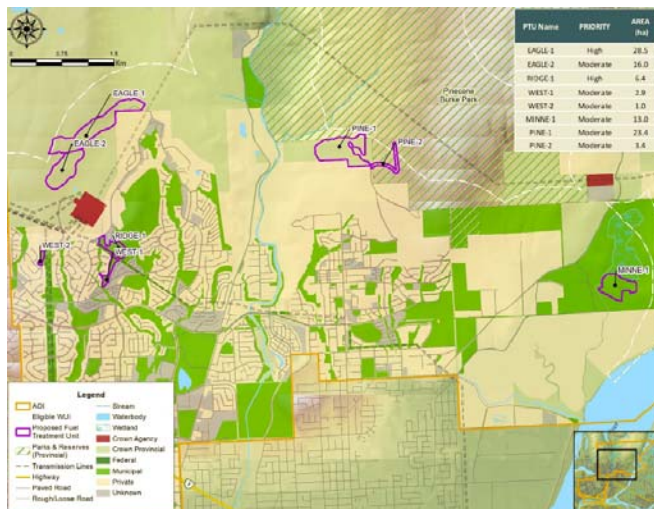 PTU Name PRIORITY AREA (ha)
EAGLE-1 High 28.5
EAGLE-2 Moderate 16.0
RIDGE-1 High 6.4
WEST-1 Moderate 2.9
WEST-2 Moderate 1.0
MINNE-1 Moderate 13.0
PINE-1 Moderate 23.4
PINE-2 Moderate 3.4
0 0.75 1.5
Km
EAGLE-1
EAGLE-2
Burke Park
PINE-1
PINE-2
RIDGE-1
WEST-2
WEST-1
MINNE-1
Legend
AOI
Eligible WUI
Proposed Fuel
Treatment Unit
Parks & Reserves
(Provincial)
Transmission Lines
Highway
Paved Road
Rough/Loose Road
Stream
Waterbody
Wetland
Crown Agency
Crown Provincial
Federal
Municipal
Private
Unknown